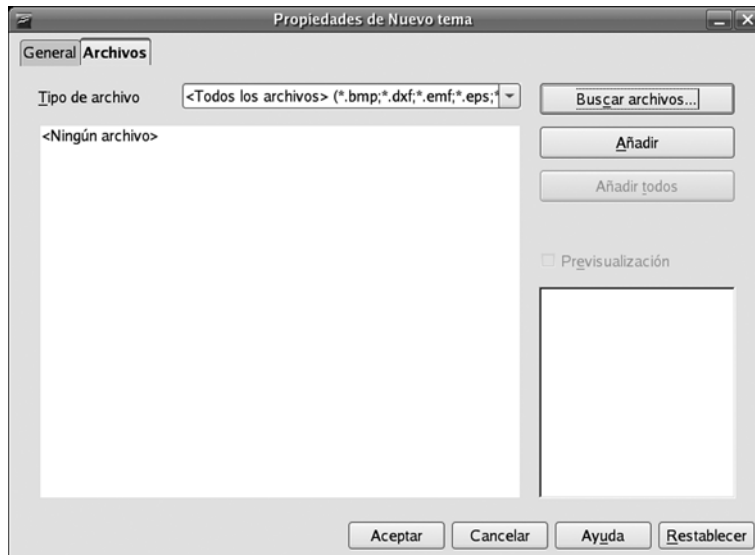 Propiedades de Nuevo tema
General Archivos
Tipo de archivo
<Todos los archivos> (*.bmp;*.dxf;*.emf;*.eps;*
Buscar archivos...
<Ningún archivo>
Añadir
Añadir todos
Previsualización
Aceptar Cancelar Ayuda Restablecer